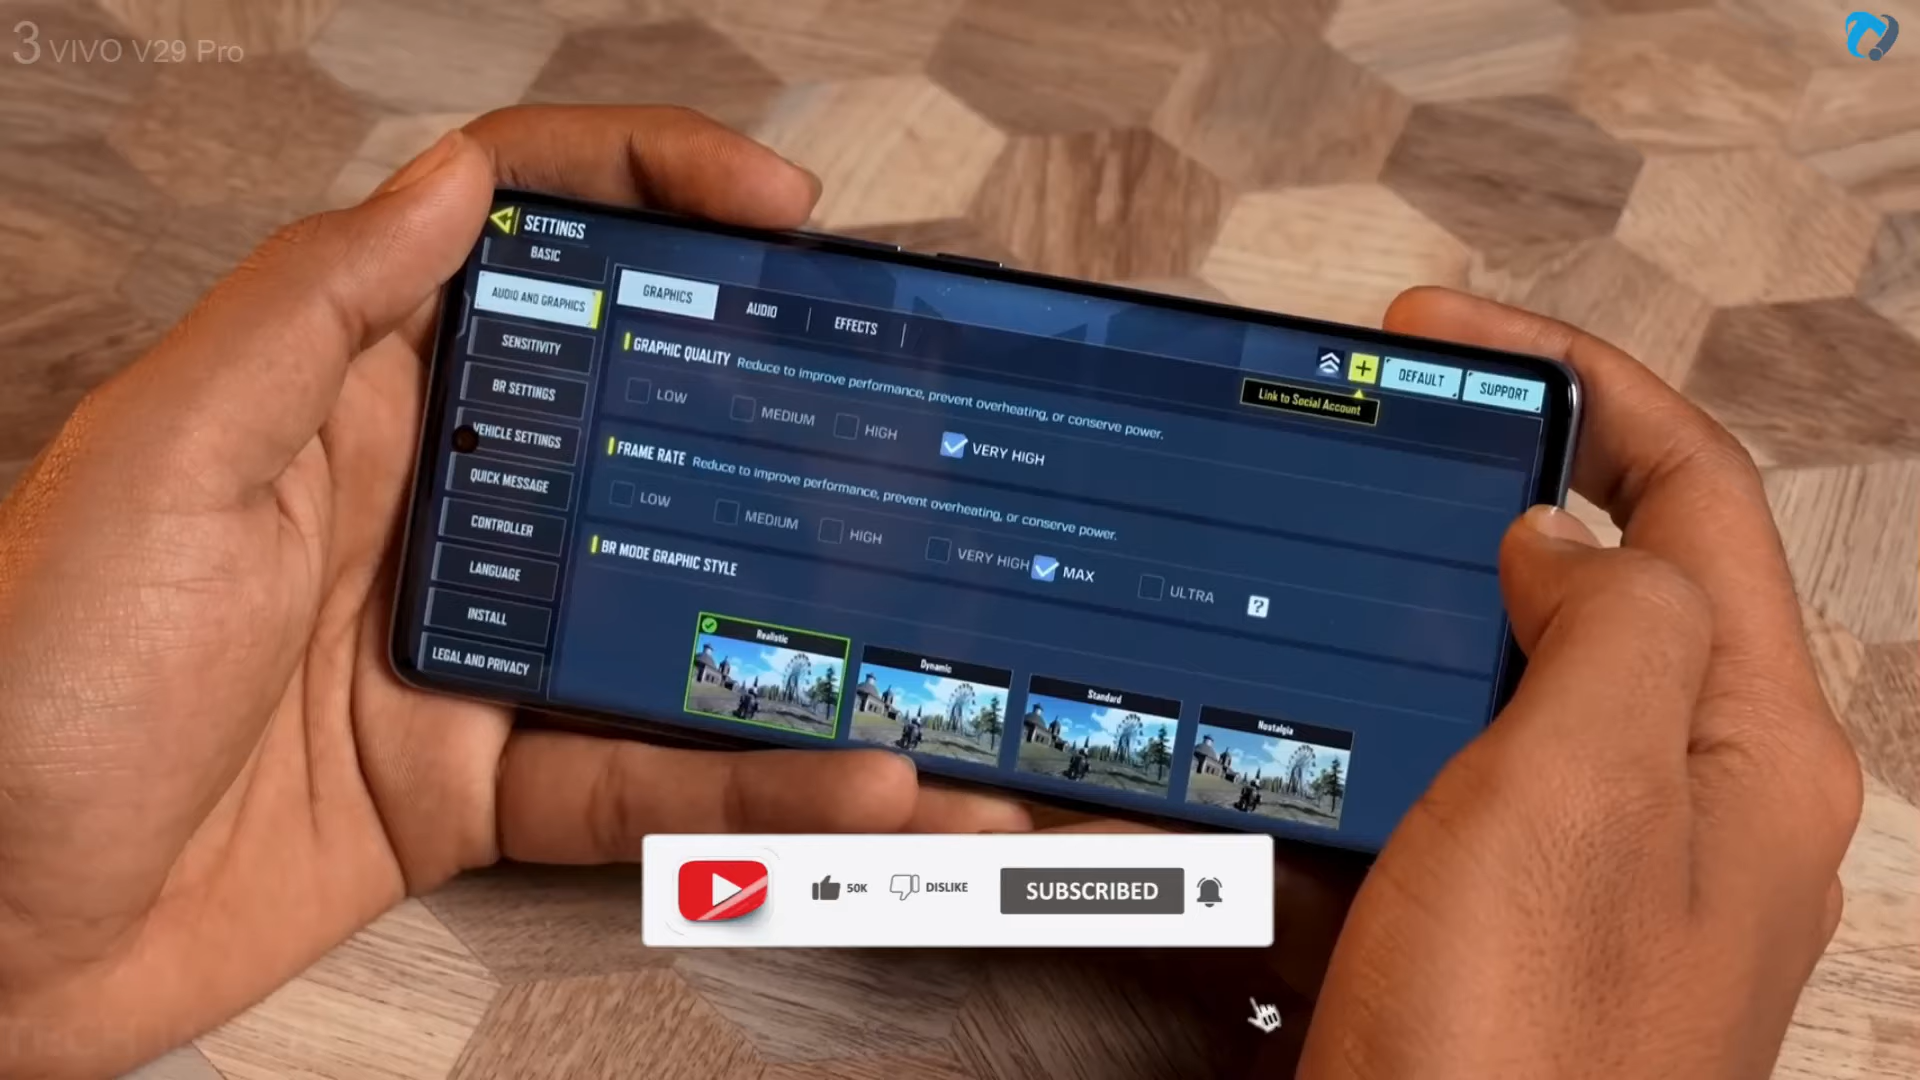 3 VIVO V29 Pro
SETTINGS
BASIC
AUDIO AND GRAPHICS
SENSITIVITY
BR SETTINGS
VEHICLE SETTINGS
QUICK MESSAGE
CONTROLLER
LANGUAGE
INSTALL
LEGAL AND PRIVACY
GRAPHICS
AUDIO
EFFECTS
DEFAULT
SUPPORT
Link to Social Account
GRAPHIC QUALITY Reduce to improve performance, prevent overheating, or conserve power.
LOW MEDIUM HIGH VERY HIGH
FRAME RATE Reduce to improve performance, prevent overheating, or conserve power.
LOW MEDIUM HIGH VERY HIGH MAX ULTRA ?
BR MODE GRAPHIC STYLE
Realistic Dynamic Standard Nostalgia
50K DISLIKE SUBSCRIBED